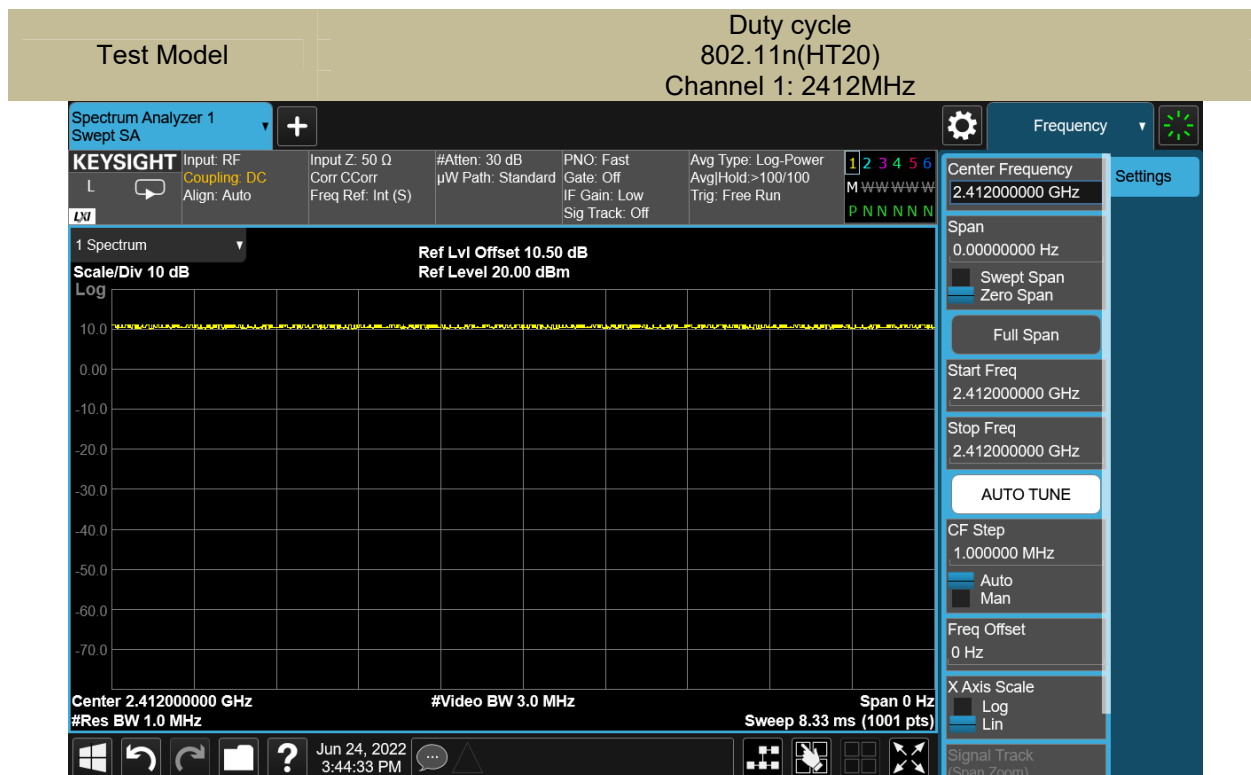 Test Model
Duty cycle
802.11n(HT20)
Channel 1: 2412MHz
Spectrum Analyzer 1
Swept SA
Frequency
KEYSIGHT
L
LXI
Input: RF
Coupling: DC
Align: Auto
Input Z: 50 Ω
Corr CCorr
Freq Ref: Int (S)
#Atten: 30 dB
µW Path: Standard
PNO: Fast
Gate: Off
IF Gain: Low
Sig Track: Off
Avg Type: Log-Power
Avg|Hold:>100/100
Trig: Free Run
1 2 3 4 5 6
M W W W W W
P N N N N N
Center Frequency
2.412000000 GHz
Settings
Span
0.00000000 Hz
Swept Span
Zero Span
Full Span
Start Freq
2.412000000 GHz
Stop Freq
2.412000000 GHz
AUTO TUNE
CF Step
1.000000 MHz
Auto
Man
Freq Offset
0 Hz
X Axis Scale
Log
Lin
Signal Track
(Span Zoom)
1 Spectrum
Scale/Div 10 dB
Ref Lvl Offset 10.50 dB
Ref Level 20.00 dBm
Log
10.0
0.00
-10.0
-20.0
-30.0
-40.0
-50.0
-60.0
-70.0
Center 2.412000000 GHz
#Video BW 3.0 MHz
Span 0 Hz
#Res BW 1.0 MHz
Sweep 8.33 ms (1001 pts)
?
Jun 24, 2022
3:44:33 PM